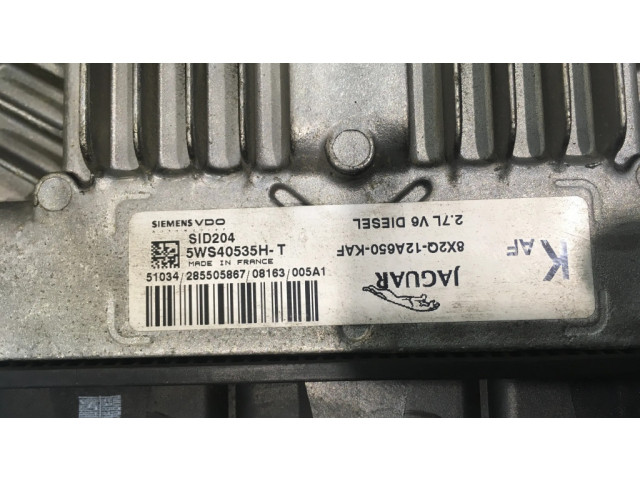 SIEMENS VDO
SID204
5WS40535H-T
MADE IN FRANCE
51034/285505867/08163/005A1
2.7L V6 DIESEL
8X2Q-12A650-KAF
JAGUAR
K AF